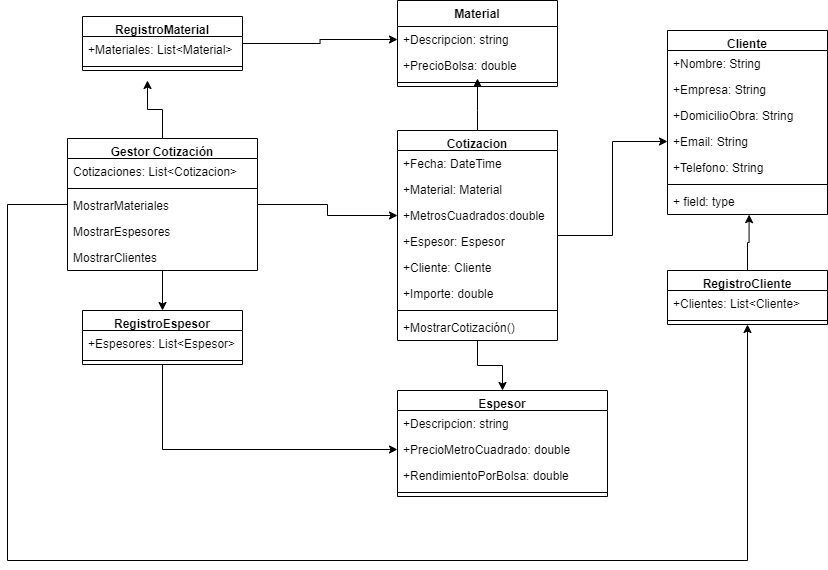 RegistroMaterial
+Materiales: List<Material>
Material
+Descripcion: string
+PrecioBolsa: double
Cliente
+Nombre: String
+Empresa: String
+DomicilioObra: String
+Email: String
+Telefono: String
+ field: type
Gestor Cotización
Cotizaciones: List<Cotizacion>
MostrarMateriales
MostrarEspesores
MostrarClientes
Cotizacion
+Fecha: DateTime
+Material: Material
+MetrosCuadrados:double
+Espesor: Espesor
+Cliente: Cliente
+Importe: double
+MostrarCotización()
RegistroCliente
+Clientes: List<Cliente>
RegistroEspesor
+Espesores: List<Espesor>
Espesor
+Descripcion: string
+PrecioMetroCuadrado: double
+RendimientoPorBolsa: double